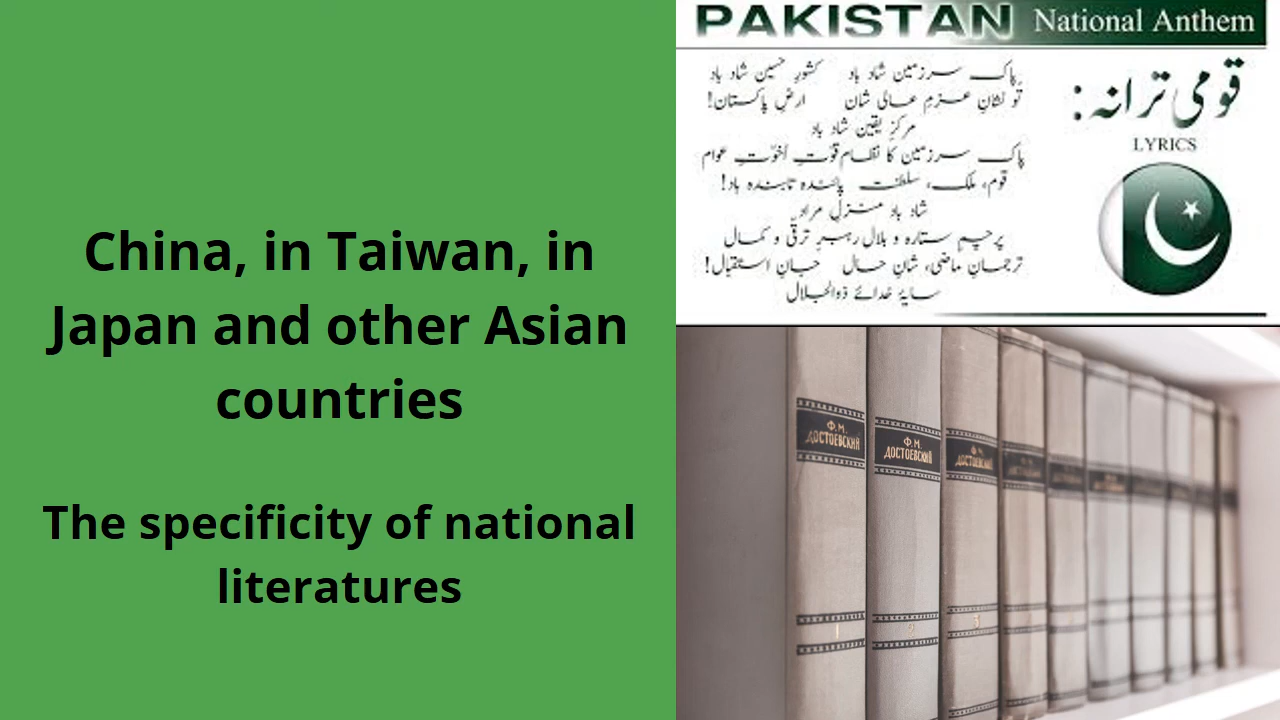 China, in Taiwan, in
Japan and other Asian
countries
The specificity of national
literatures
PAKISTAN National Anthem
قومی ترانہ:
LYRICS
پاک سرزمین شاد باد کشورِ حسین شاد باد
تو نشانِ عزمِ عالی شان ارضِ پاکستان!
مرکزِ یقین شاد باد
پاک سرزمین کا نظام قوتِ اخوّتِ عوام
قوم، ملک، سلطنت پائندہ تابندہ باد!
شاد باد منزلِ مراد
پرچمِ ستارہ و ہلال رہبرِ ترقی و کمال
ترجمانِ ماضی، شانِ حال جانِ استقبال!
سایۂ خدائے ذوالجلال
Ф.М.
ДОСТОЕВСКИЙ
1
Ф.М.
ДОСТОЕВСКИЙ
2
Ф.М.
ДОСТОЕВСКИЙ
3